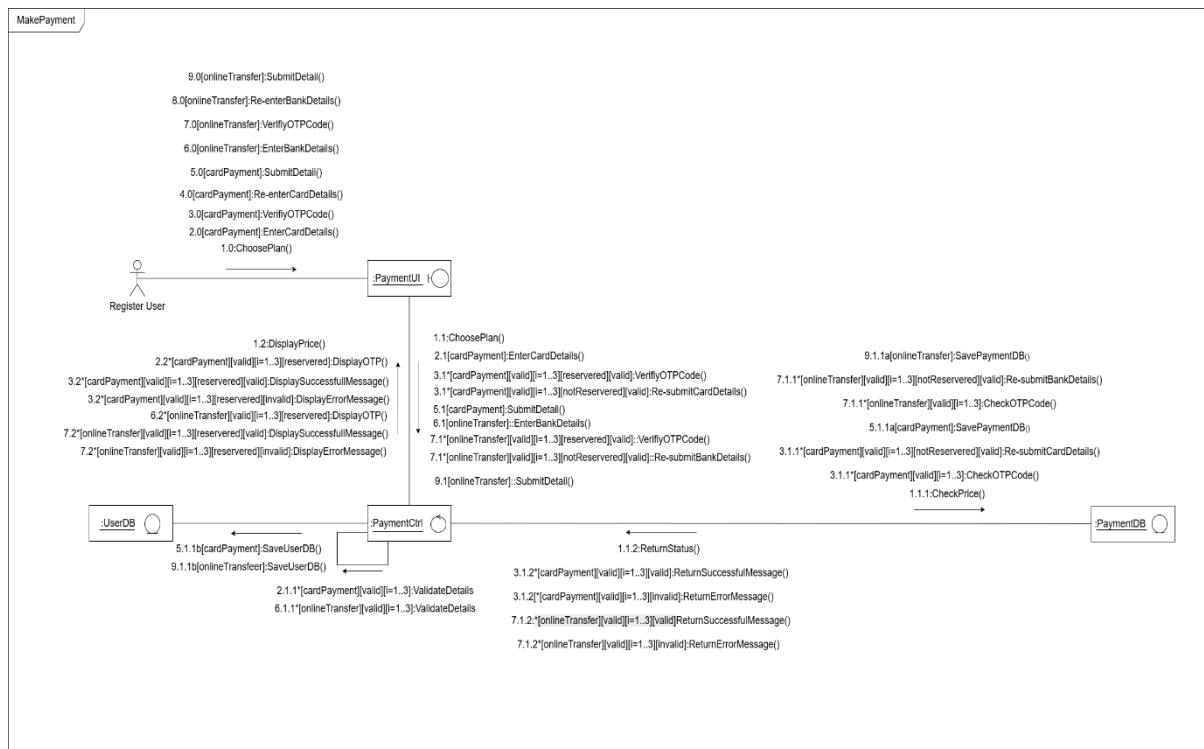 MakePayment
9.0[onlineTransfer]:SubmitDetail()
8.0[onlineTransfer]:Re-enterBankDetails()
7.0[onlineTransfer]:VerifiyOTPCode()
6.0[onlineTransfer]:EnterBankDetails()
5.0[cardPayment]:SubmitDetail()
4.0[cardPayment]:Re-enterCardDetails()
3.0[cardPayment]:VerifiyOTPCode()
2.0[cardPayment]:EnterCardDetails()
1.0:ChoosePlan()
:PaymentUI
Register User
1.2:DisplayPrice()
2.2*[cardPayment][valid][i=1..3][reservered]:DisplayOTP()
3.2*[cardPayment][valid][i=1..3][reservered][valid]:DisplaySuccessfullMessage()
3.2*[cardPayment][valid][i=1..3][reservered][invalid]:DisplayErrorMessage()
6.2*[onlineTransfer][valid][i=1..3][reservered]:DisplayOTP()
7.2*[onlineTransfer][valid][i=1..3][reservered][valid]:DisplaySuccessfullMessage()
7.2*[onlineTransfer][valid][i=1..3][reservered][invalid]:DisplayErrorMessage()
1.1:ChoosePlan()
2.1[cardPayment]:EnterCardDetails()
3.1*[cardPayment][valid][i=1..3][reservered][valid]:VerifiyOTPCode()
3.1*[cardPayment][valid][i=1..3][notReservered][valid]:Re-submitCardDetails()
5.1[cardPayment]:SubmitDetail()
6.1[onlineTransfer]::EnterBankDetails()
7.1*[onlineTransfer][valid][i=1..3][reservered][valid]::VerifiyOTPCode()
7.1*[onlineTransfer][valid][i=1..3][notReservered][valid]::Re-submitBankDetails()
9.1[onlineTransfer]::SubmitDetail()
9.1.1a[onlineTransfer]:SavePaymentDB()
7.1.1*[onlineTransfer][valid][i=1..3][notReservered][valid]:Re-submitBankDetails()
7.1.1*[onlineTransfer][valid][i=1..3]:CheckOTPCode()
5.1.1a[cardPayment]:SavePaymentDB()
3.1.1*[cardPayment][valid][i=1..3][notReservered][valid]:Re-submitCardDetails()
3.1.1*[cardPayment][valid][i=1..3]:CheckOTPCode()
1.1.1:CheckPrice()
:UserDB
:PaymentCtrl
:PaymentDB
5.1.1b[cardPayment]:SaveUserDB()
9.1.1b[onlineTransfeer]:SaveUserDB()
2.1.1*[cardPayment][valid][i=1..3]:ValidateDetails
6.1.1*[onlineTransfer][valid][i=1..3]:ValidateDetails
1.1.2:ReturnStatus()
3.1.2*[cardPayment][valid][i=1..3][valid]:ReturnSuccessfulMessage()
3.1.2[*[cardPayment][valid][i=1..3][invalid]:ReturnErrorMessage()
7.1.2:*[onlineTransfer][valid][i=1..3][valid]ReturnSuccessfulMessage()
7.1.2*[onlineTransfer][valid][i=1..3][invalid]:ReturnErrorMessage()